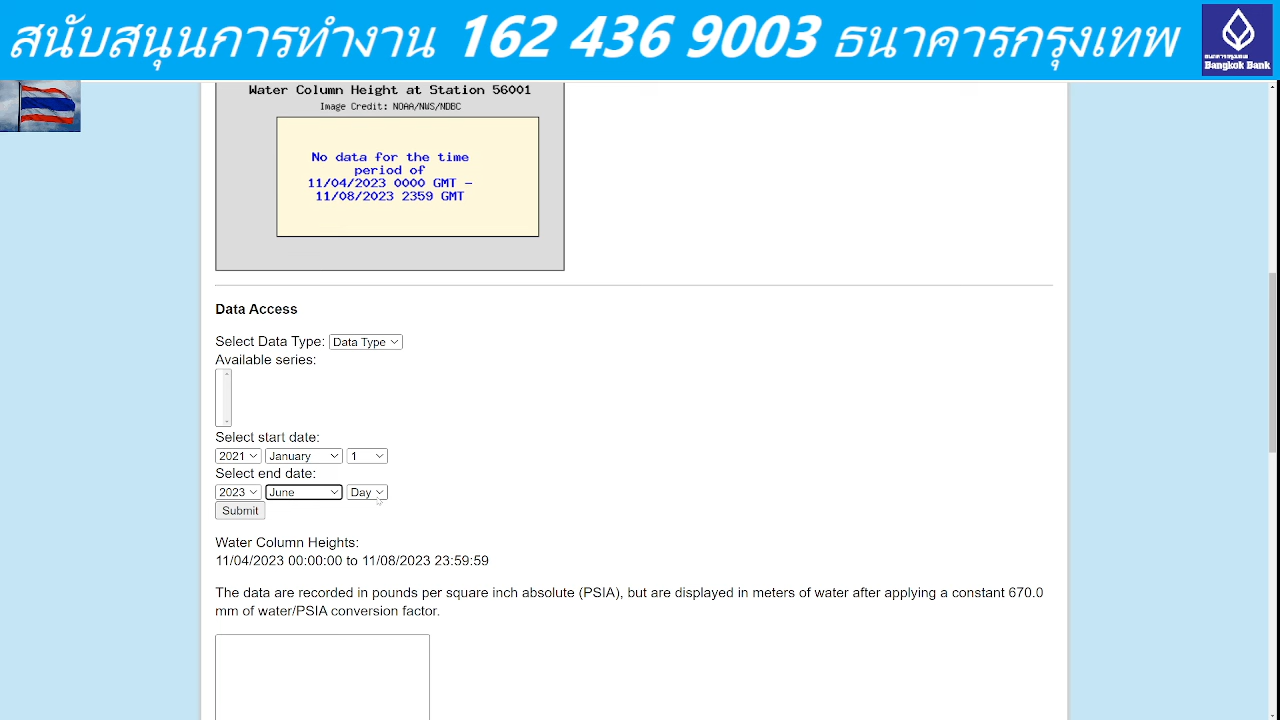 สนับสนุนการทำงาน 162 436 9003 ธนาคารกรุงเทพ
Bangkok Bank
Water Column Height at Station 56001
Image Credit: NOAA/NWS/NDBC
No data for the time
period of
11/04/2023 0000 GMT –
11/08/2023 2359 GMT
Data Access
Select Data Type: Data Type
Available series:
Select start date:
2021 January 1
Select end date:
2023 June Day
Submit
Water Column Heights:
11/04/2023 00:00:00 to 11/08/2023 23:59:59
The data are recorded in pounds per square inch absolute (PSIA), but are displayed in meters of water after applying a constant 670.0
mm of water/PSIA conversion factor.